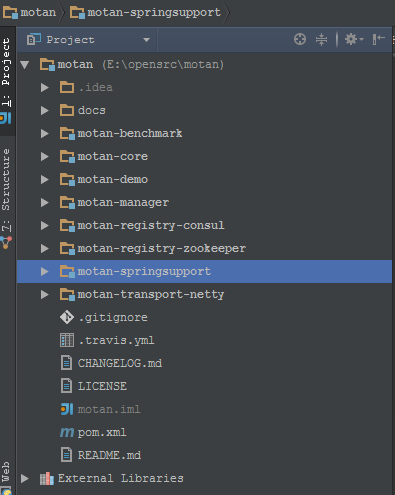 motan motan-springsupport
Project
motan (E:\opensrc\motan)
.idea
docs
motan-benchmark
motan-core
motan-demo
motan-manager
motan-registry-consul
motan-registry-zookeeper
motan-springsupport
motan-transport-netty
.gitignore
.travis.yml
CHANGELOG.md
LICENSE
motan.iml
pom.xml
README.md
External Libraries
1: Project
7: Structure
Web